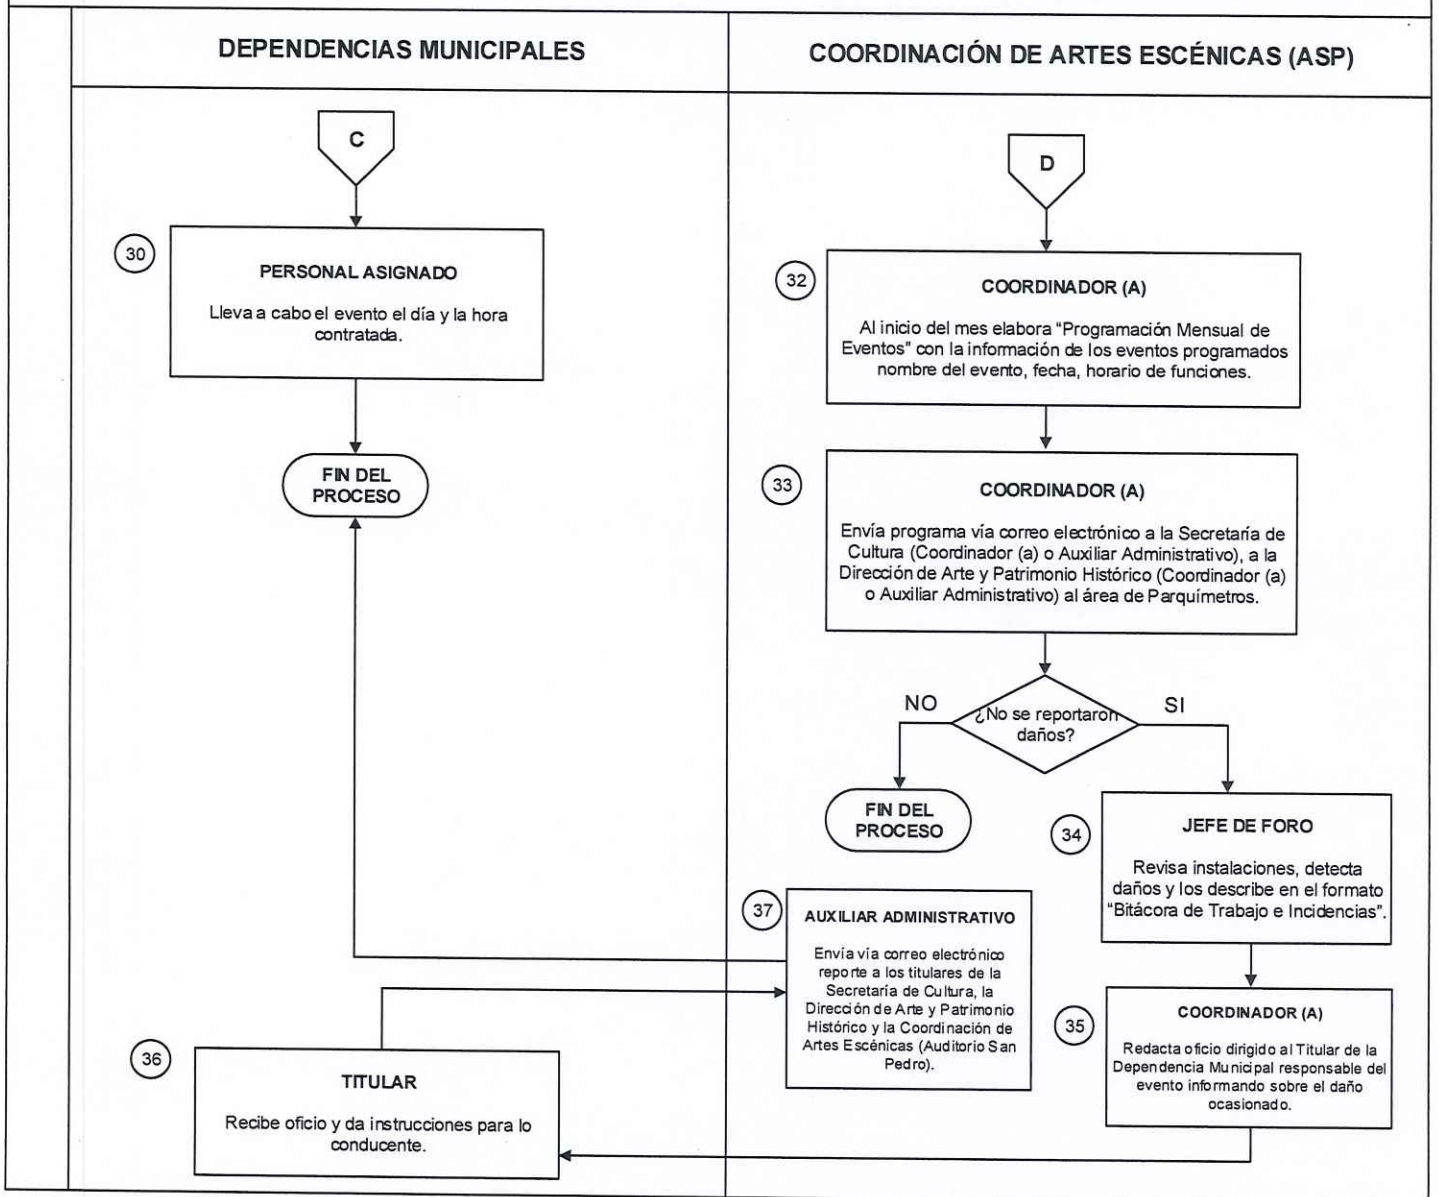 DEPENDENCIAS MUNICIPALES
COORDINACIÓN DE ARTES ESCÉNICAS (ASP)
C
30
PERSONAL ASIGNADO
Lleva a cabo el evento el día y la hora
contratada.
FIN DEL
PROCESO
D
32
COORDINADOR (A)
Al inicio del mes elabora “Programación Mensual de
Eventos” con la información de los eventos programados
nombre del evento, fecha, horario de funciones.
33
COORDINADOR (A)
Envía programa vía correo electrónico a la Secretaría de
Cultura (Coordinador (a) o Auxiliar Administrativo), a la
Dirección de Arte y Patrimonio Histórico (Coordinador (a)
o Auxiliar Administrativo) al área de Parquímetros.
NO
¿No se reportaron
daños?
SI
FIN DEL
PROCESO
34
JEFE DE FORO
Revisa instalaciones, detecta
daños y los describe en el formato
“Bitácora de Trabajo e Incidencias”.
35
COORDINADOR (A)
Redacta oficio dirigido al Titular de la
Dependencia Municipal responsable del
evento informando sobre el daño
ocasionado.
36
TITULAR
Recibe oficio y da instrucciones para lo
conducente.
37
AUXILIAR ADMINISTRATIVO
Envía vía correo electrónico
reporte a los titulares de la
Secretaría de Cultura, la
Dirección de Arte y Patrimonio
Histórico y la Coordinación de
Artes Escénicas (Auditorio San
Pedro).